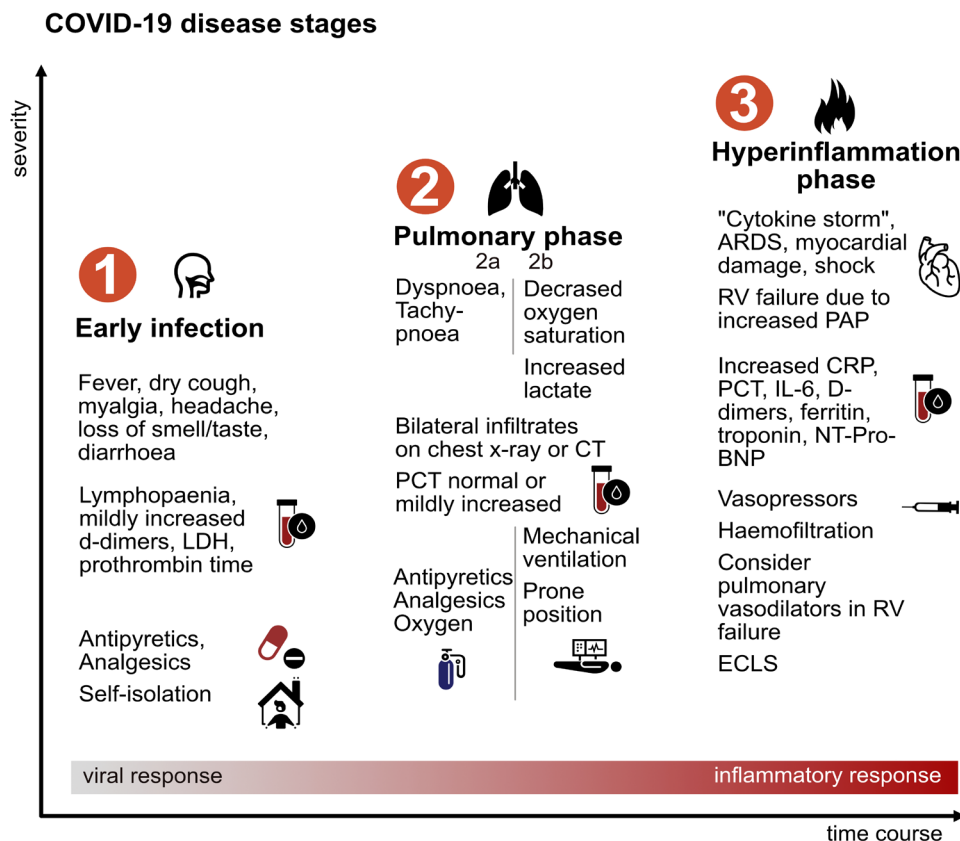 COVID-19 disease stages
severity
1
Early infection
Fever, dry cough,
myalgia, headache,
loss of smell/taste,
diarrhoea
Lymphopaenia,
mildly increased
d-dimers, LDH,
prothrombin time
Antipyretics,
Analgesics
Self-isolation
2
Pulmonary phase
2a
2b
Dyspnoea,
Tachy-
pnoea
Decrased
oxygen
saturation
Increased
lactate
Bilateral infiltrates
on chest x-ray or CT
PCT normal or
mildly increased
Antipyretics
Analgesics
Oxygen
Mechanical
ventilation
Prone
position
3
Hyperinflammation
phase
"Cytokine storm",
ARDS, myocardial
damage, shock
RV failure due to
increased PAP
Increased CRP,
PCT, IL-6, D-
dimers, ferritin,
troponin, NT-Pro-
BNP
Vasopressors
Haemofiltration
Consider
pulmonary
vasodilators in RV
failure
ECLS
viral response
inflammatory response
time course